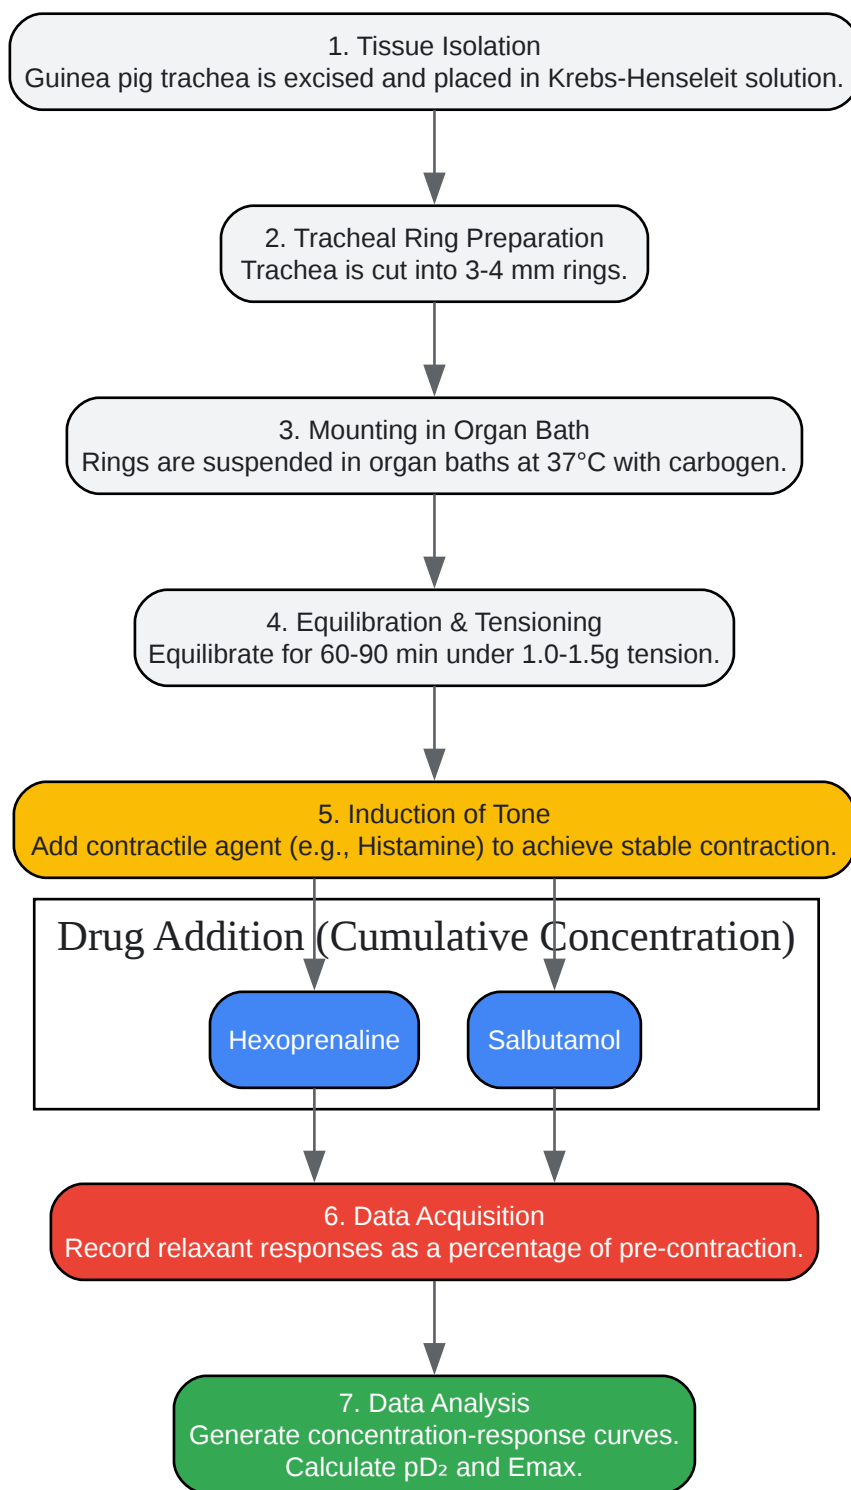 1. Tissue Isolation
Guinea pig trachea is excised and placed in Krebs-Henseleit solution.
2. Tracheal Ring Preparation
Trachea is cut into 3-4 mm rings.
3. Mounting in Organ Bath
Rings are suspended in organ baths at 37°C with carbogen.
4. Equilibration & Tensioning
Equilibrate for 60-90 min under 1.0-1.5g tension.
5. Induction of Tone
Add contractile agent (e.g., Histamine) to achieve stable contraction.
Drug Addition (Cumulative Concentration)
Hexoprenaline
Salbutamol
6. Data Acquisition
Record relaxant responses as a percentage of pre-contraction.
7. Data Analysis
Generate concentration-response curves.
Calculate pD₂ and Emax.